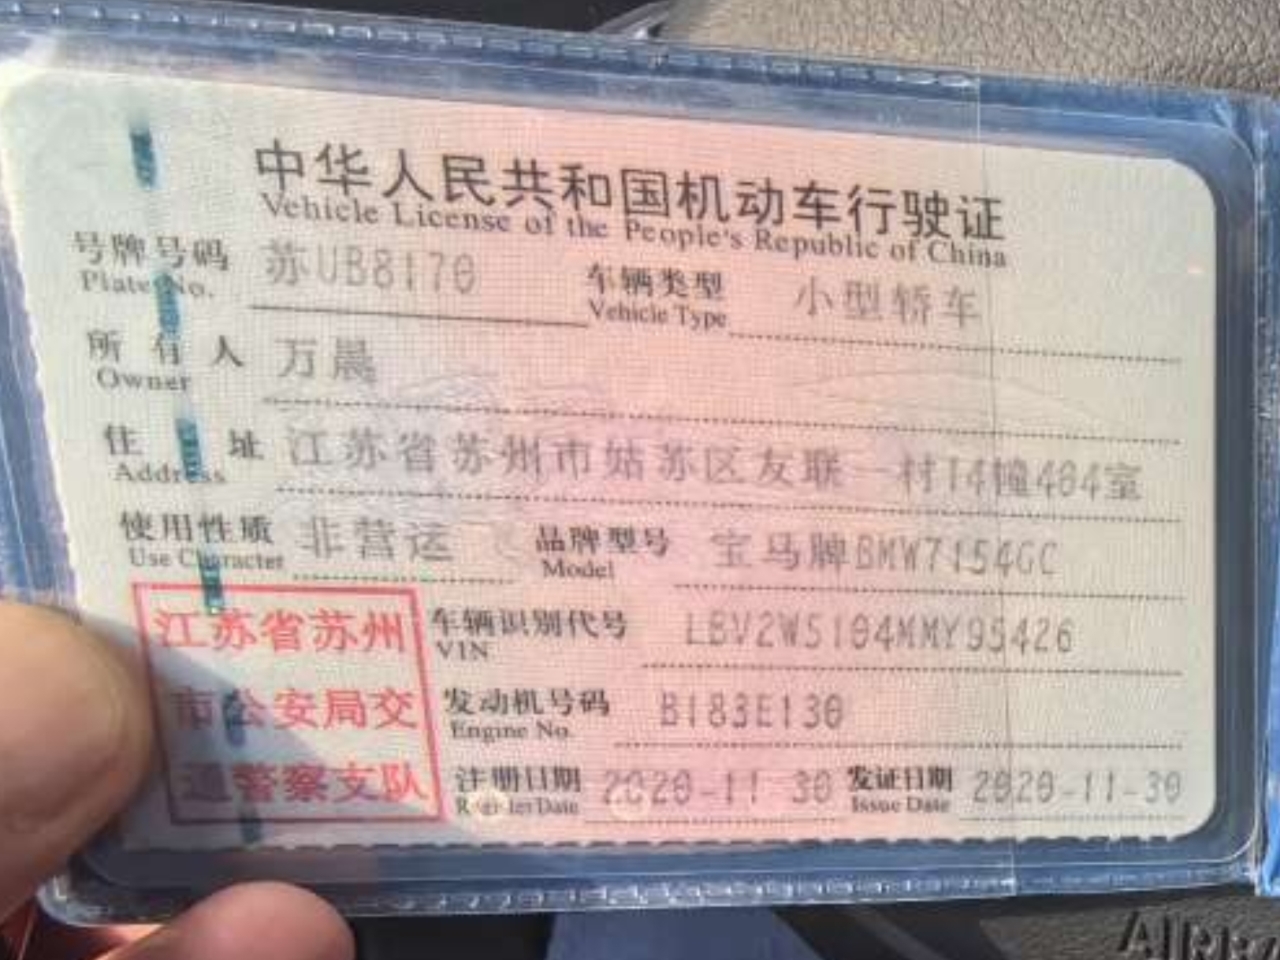 中华人民共和国机动车行驶证
Vehicle License of the People's Republic of China
号牌号码 苏UB8170 车辆类型 小型轿车
Plate No. Vehicle Type
所有人 万晨
Owner
住址 江苏省苏州市姑苏区友联一村14幢404室
Address
使用性质 非营运 品牌型号 宝马牌BMW7154GC
Use Character Model
江苏省苏州
市公安局交
通警察支队
车辆识别代号 LBV2W5104MMY95426
VIN
发动机号码 B183E130
Engine No.
注册日期 2020-11-30 发证日期 2020-11-30
Register Date Issue Date